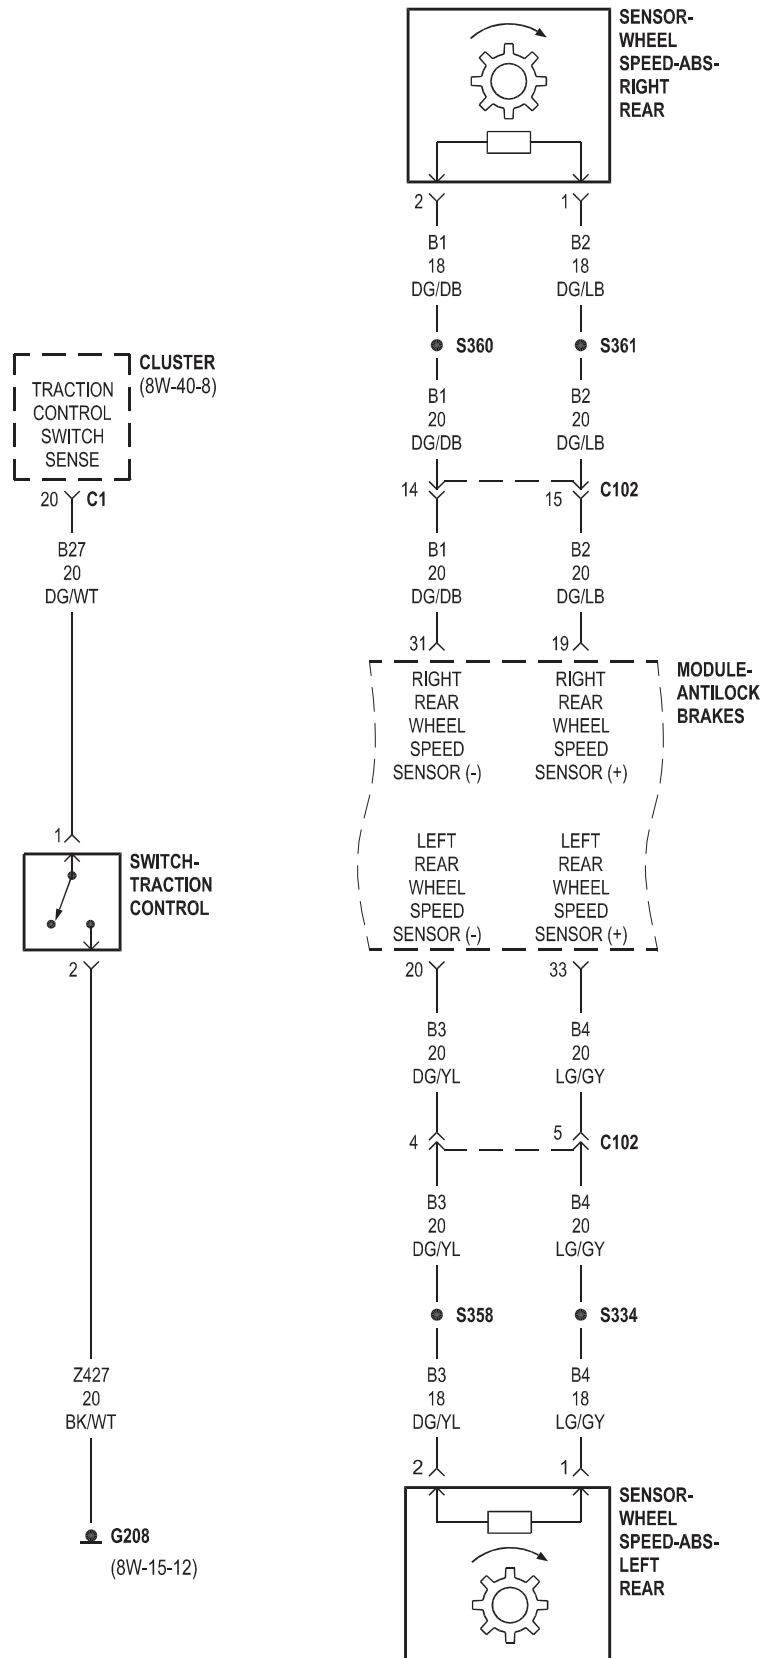 SENSOR-
WHEEL
SPEED-ABS-
RIGHT
REAR
2
1
B1
18
DG/DB
B2
18
DG/LB
S360
S361
B1
20
DG/DB
B2
20
DG/LB
14
15
C102
B1
20
DG/DB
B2
20
DG/LB
31
19
MODULE-
ANTILOCK
BRAKES
RIGHT
REAR
WHEEL
SPEED
SENSOR (-)
RIGHT
REAR
WHEEL
SPEED
SENSOR (+)
LEFT
REAR
WHEEL
SPEED
SENSOR (-)
LEFT
REAR
WHEEL
SPEED
SENSOR (+)
20
33
B3
20
DG/YL
B4
20
LG/GY
4
5
C102
B3
20
DG/YL
B4
20
LG/GY
S358
S334
B3
18
DG/YL
B4
18
LG/GY
2
1
SENSOR-
WHEEL
SPEED-ABS-
LEFT
REAR
CLUSTER
(8W-40-8)
TRACTION
CONTROL
SWITCH
SENSE
20
C1
B27
20
DG/WT
1
SWITCH-
TRACTION
CONTROL
2
Z427
20
BK/WT
G208
(8W-15-12)